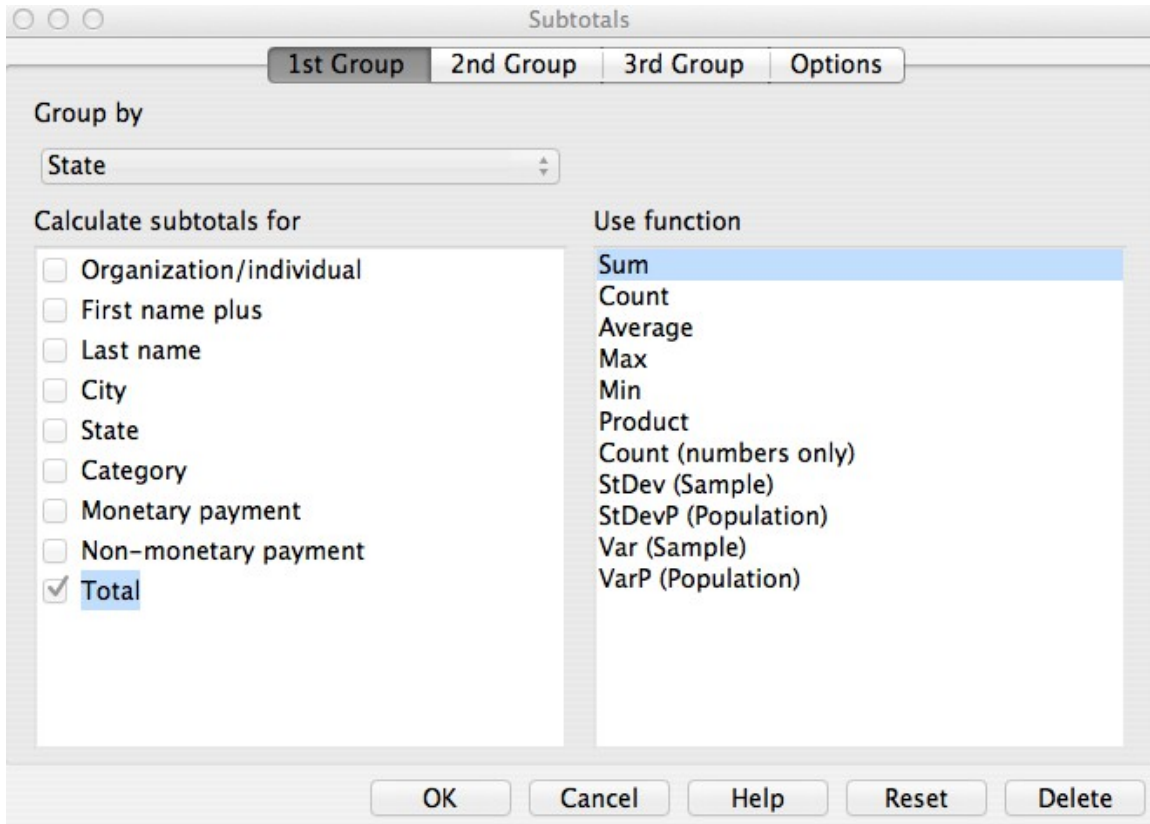 Subtotals
1st Group 2nd Group 3rd Group Options
Group by
State
Calculate subtotals for
Organization/individual
First name plus
Last name
City
State
Category
Monetary payment
Non-monetary payment
Total
Use function
Sum
Count
Average
Max
Min
Product
Count (numbers only)
StDev (Sample)
StDevP (Population)
Var (Sample)
VarP (Population)
OK Cancel Help Reset Delete